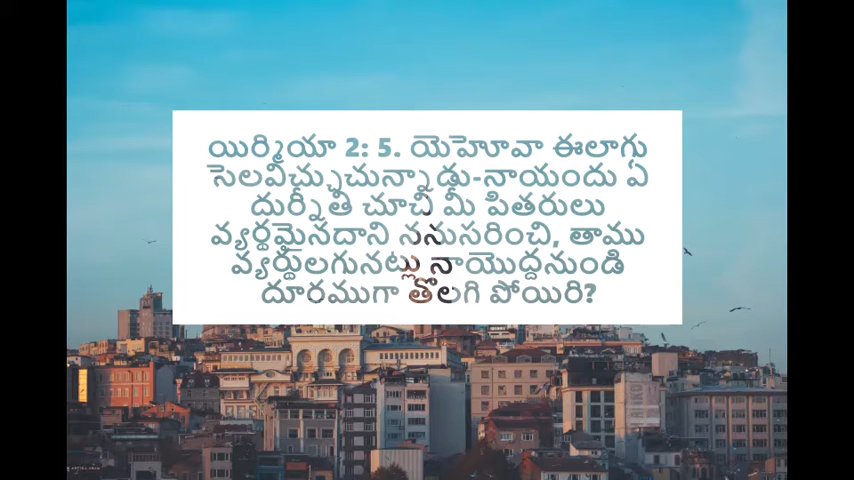 యిర్మియా 2: 5. యెహెూవా ఈలాగు
సెలవిచ్చుచున్నాడు-నాయందు ఏ
దుర్నీతి చూచి మీ పితరులు
వ్యర్థమైనదాని ననుసరించి, తాము
వ్యర్థులగునట్లు నాయొద్దనుండి
దూరముగా తొలగి పోయిరి?